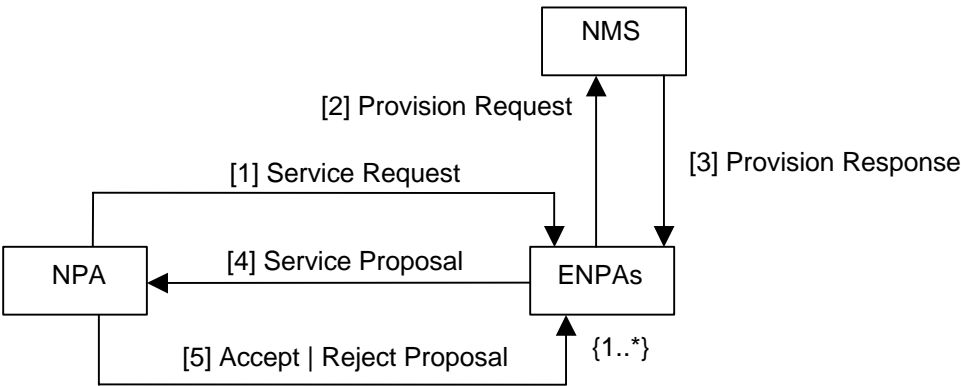 NMS
[2] Provision Request
[3] Provision Response
[1] Service Request
NPA
[4] Service Proposal
ENPAs
{1..*}
[5] Accept | Reject Proposal